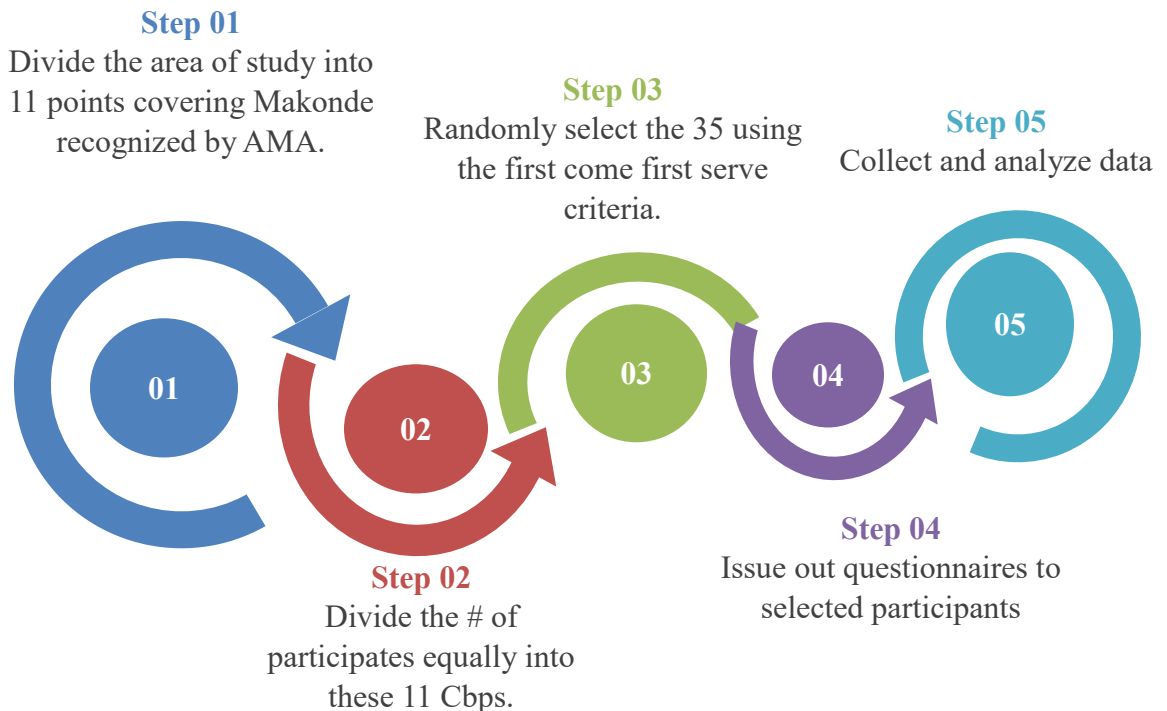 Step 01
Divide the area of study into
11 points covering Makonde
recognized by AMA.
01
02
Step 02
Divide the # of
participates equally into
these 11 Cbps.
Step 03
Randomly select the 35 using
the first come first serve
criteria.
03
04
Step 04
Issue out questionnaires to
selected participants
Step 05
Collect and analyze data
05